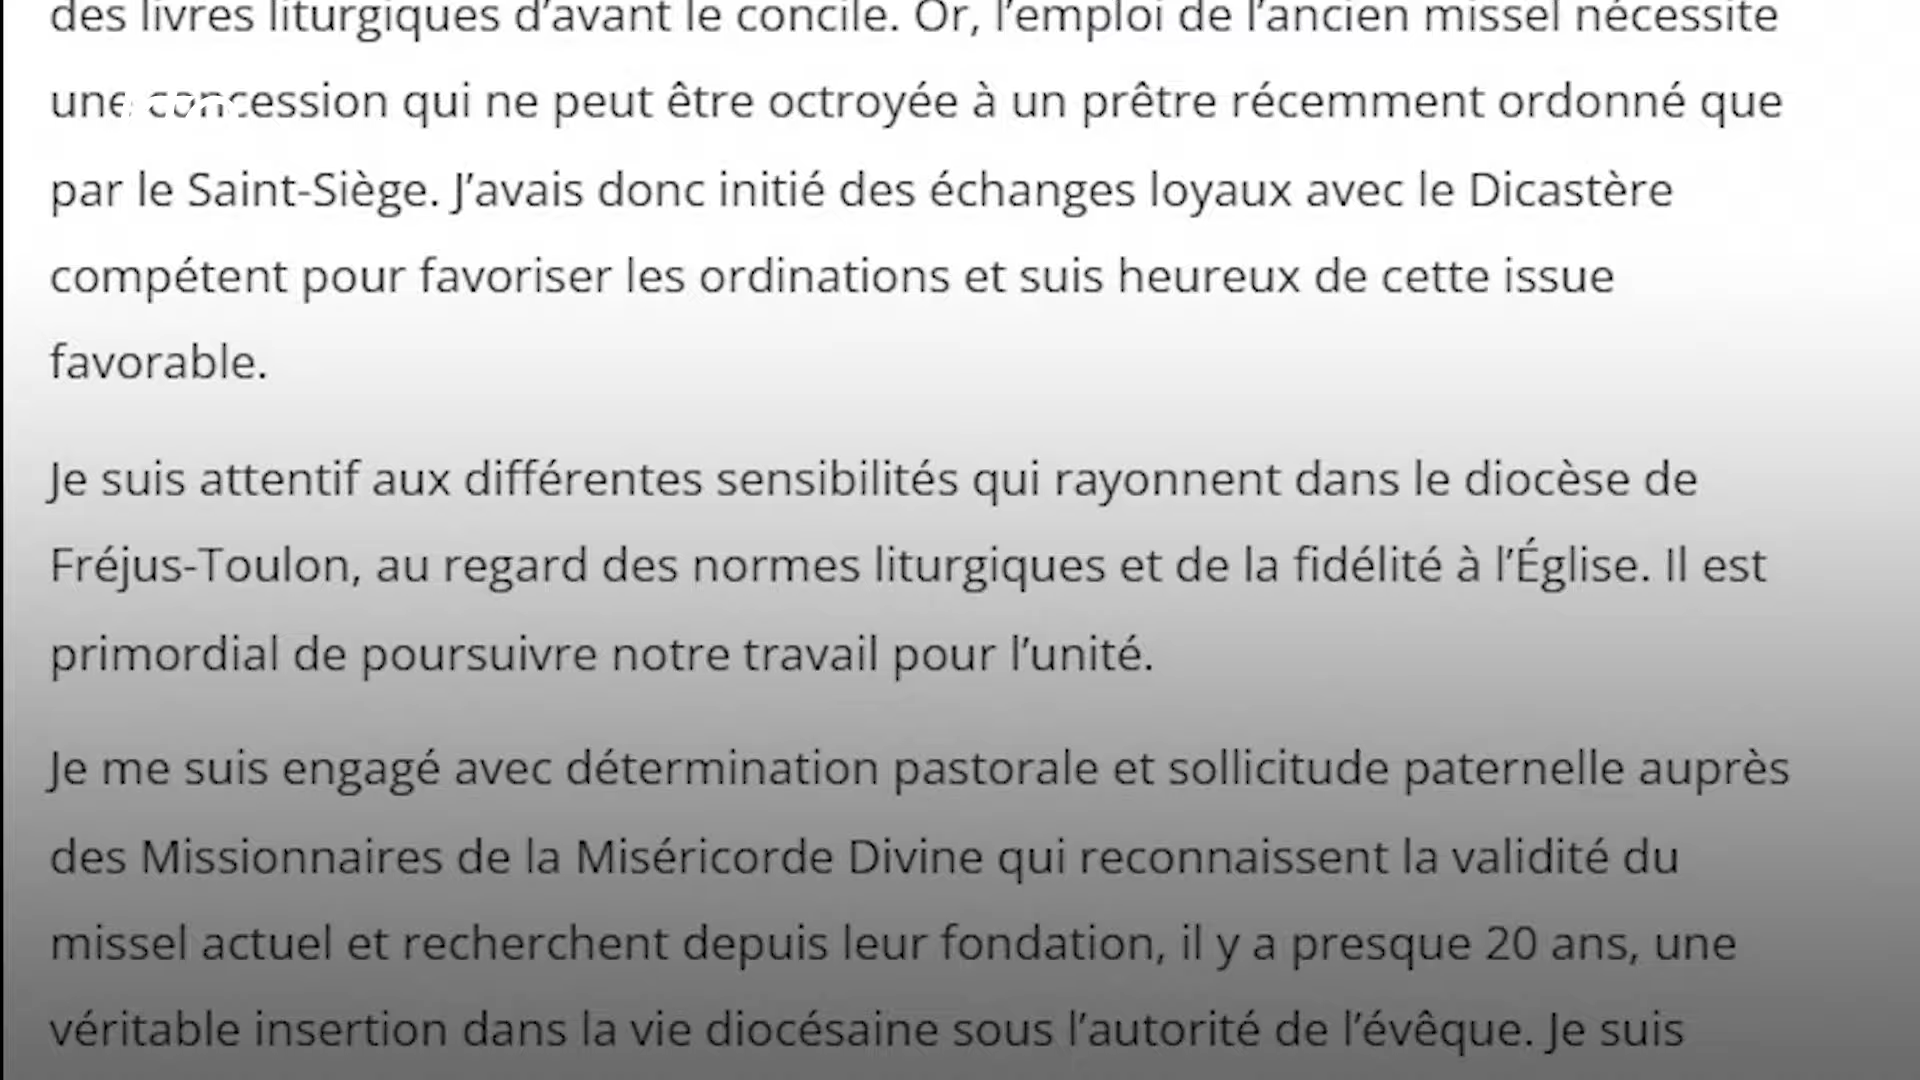 des livres liturgiques d’avant le concile. Or, l’emploi de l’ancien missel nécessite
une concession qui ne peut être octroyée à un prêtre récemment ordonné que
par le Saint-Siège. J’avais donc initié des échanges loyaux avec le Dicastère
compétent pour favoriser les ordinations et suis heureux de cette issue
favorable.
Je suis attentif aux différentes sensibilités qui rayonnent dans le diocèse de
Fréjus-Toulon, au regard des normes liturgiques et de la fidélité à l’Église. Il est
primordial de poursuivre notre travail pour l’unité.
Je me suis engagé avec détermination pastorale et sollicitude paternelle auprès
des Missionnaires de la Miséricorde Divine qui reconnaissent la validité du
missel actuel et recherchent depuis leur fondation, il y a presque 20 ans, une
véritable insertion dans la vie diocésaine sous l’autorité de l’évêque. Je suis